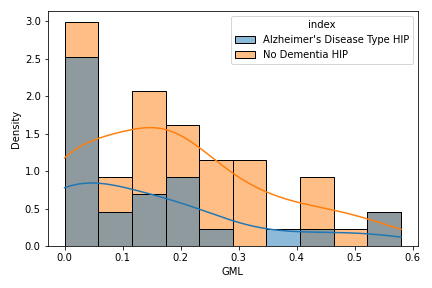 index
Alzheimer's Disease Type HIP
No Dementia HIP
Density
3.0
2.5
2.0
1.5
1.0
0.5
0.0
0.0 0.1 0.2 0.3 0.4 0.5 0.6
GML